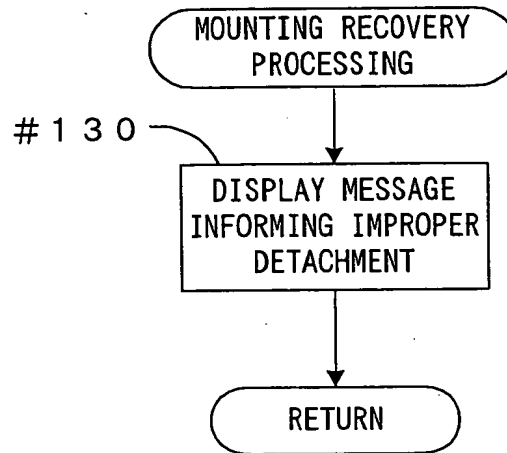 MOUNTING RECOVERY
PROCESSING
#130
DISPLAY MESSAGE
INFORMING IMPROPER
DETACHMENT
RETURN